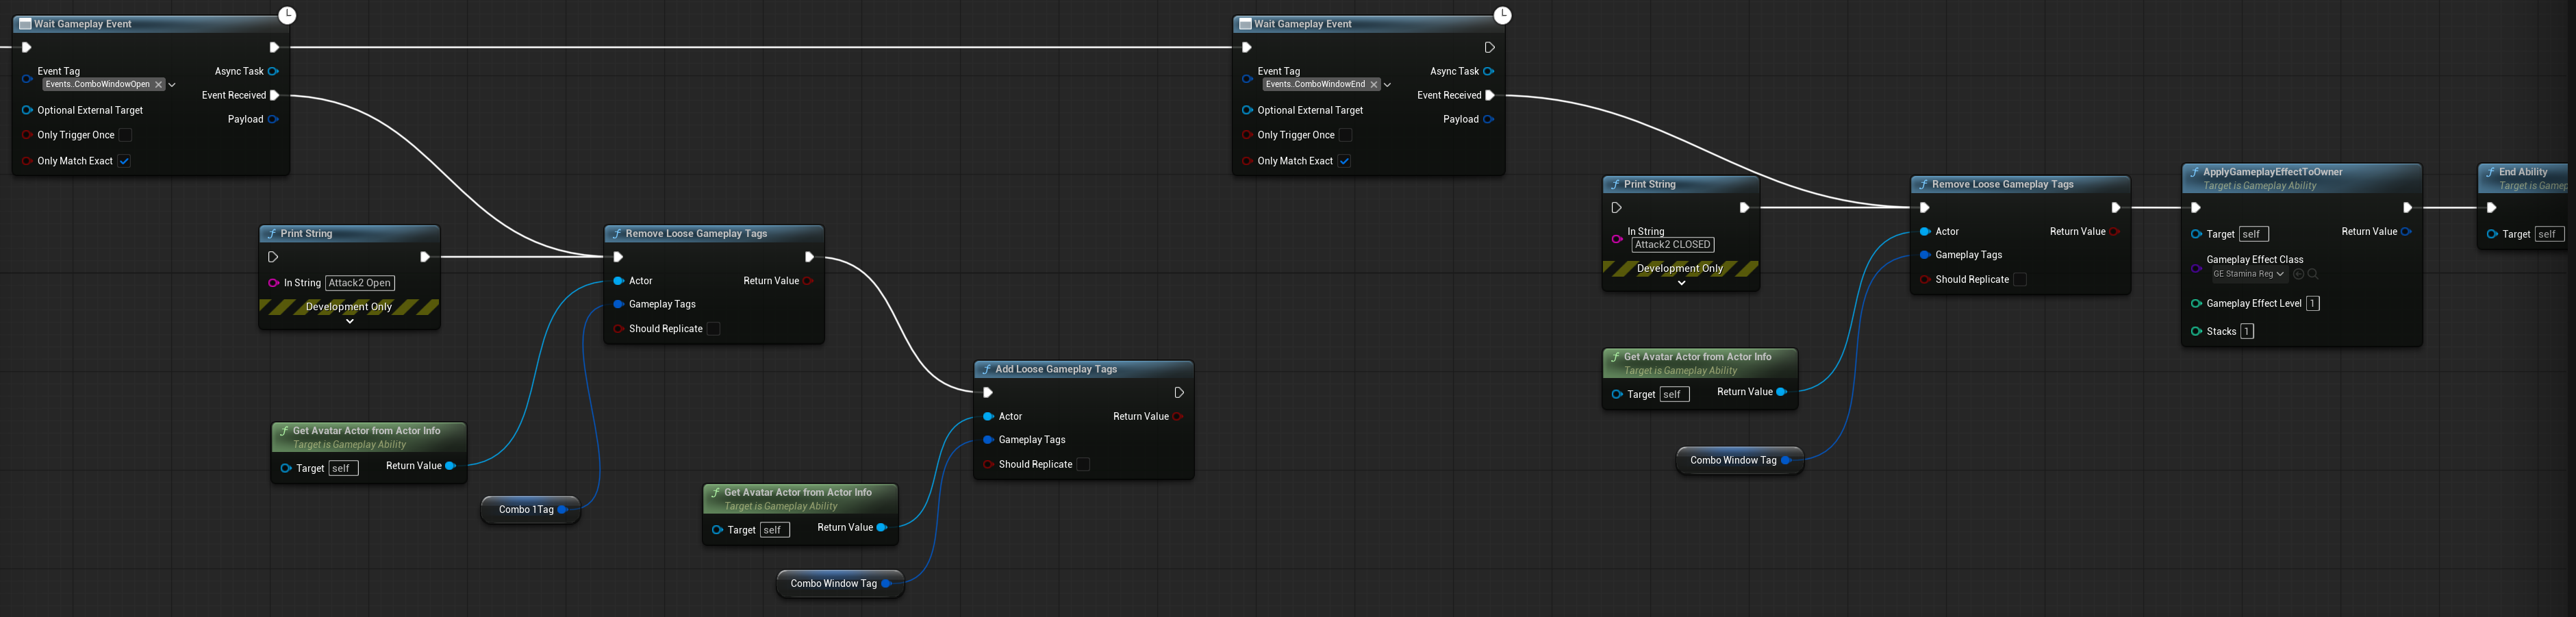 Wait Gameplay Event
Event Tag
Events..ComboWindowOpen
Async Task
Event Received
Optional External Target
Payload
Only Trigger Once
Only Match Exact
Print String
In String Attack2 Open
Development Only
Remove Loose Gameplay Tags
Actor
Return Value
Gameplay Tags
Should Replicate
Get Avatar Actor from Actor Info
Target is Gameplay Ability
Target self
Return Value
Combo 1Tag
Add Loose Gameplay Tags
Actor
Return Value
Gameplay Tags
Should Replicate
Get Avatar Actor from Actor Info
Target is Gameplay Ability
Target self
Return Value
Combo Window Tag
Wait Gameplay Event
Event Tag
Events..ComboWindowEnd
Async Task
Event Received
Optional External Target
Payload
Only Trigger Once
Only Match Exact
Print String
In String
Attack2 CLOSED
Development Only
Remove Loose Gameplay Tags
Actor
Return Value
Gameplay Tags
Should Replicate
Get Avatar Actor from Actor Info
Target is Gameplay Ability
Target self
Return Value
Combo Window Tag
ApplyGameplayEffectToOwner
Target is Gameplay Ability
Target self
Return Value
Gameplay Effect Class
GE Stamina Reg
Gameplay Effect Level 1
Stacks 1
End Ability
Target is Gamep
Target self